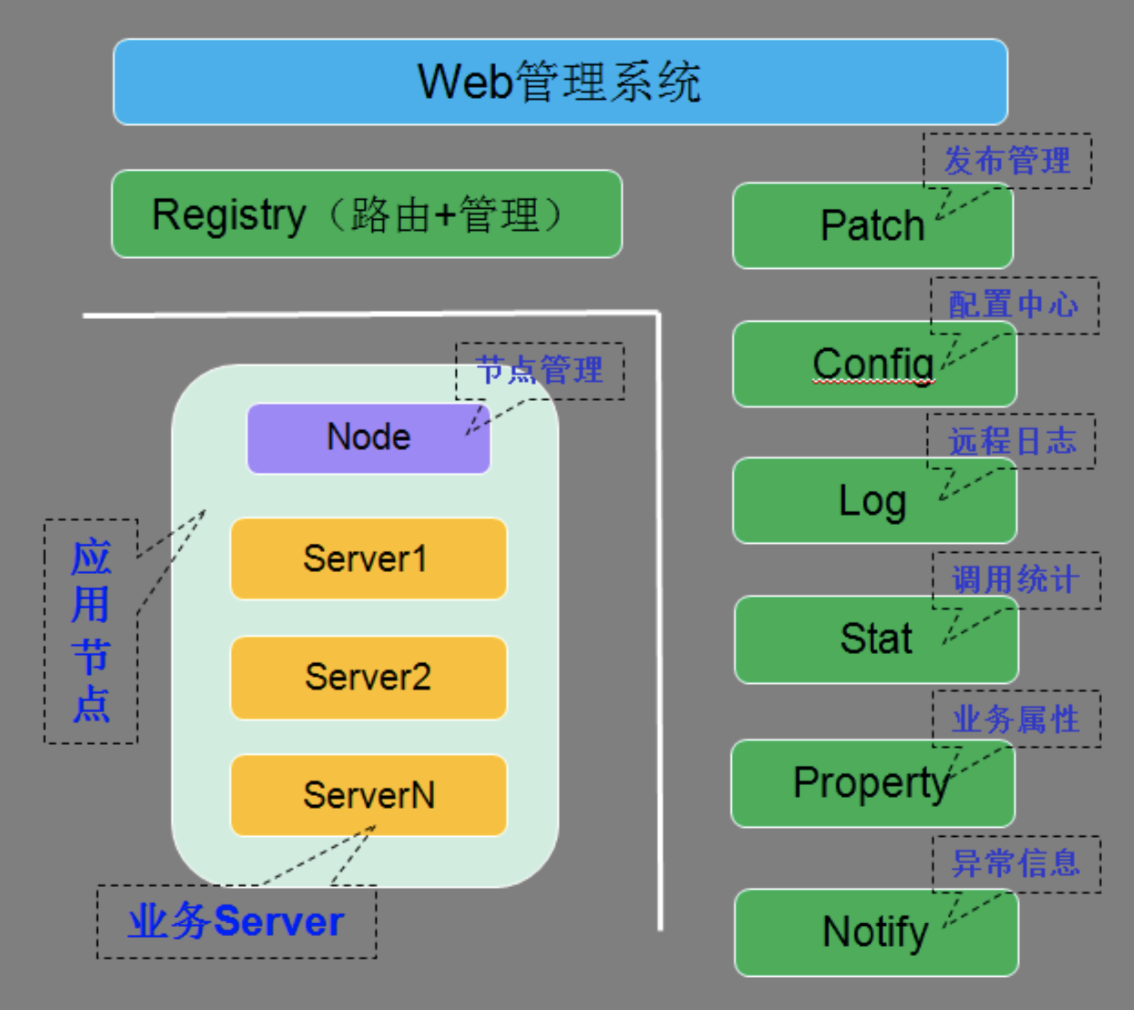 Web管理系统
Registry（路由+管理）
发布管理
Patch
配置中心
Config
节点管理
Node
远程日志
Log
应用节点
Server1
调用统计
Stat
Server2
业务属性
Property
ServerN
异常信息
业务Server
Notify